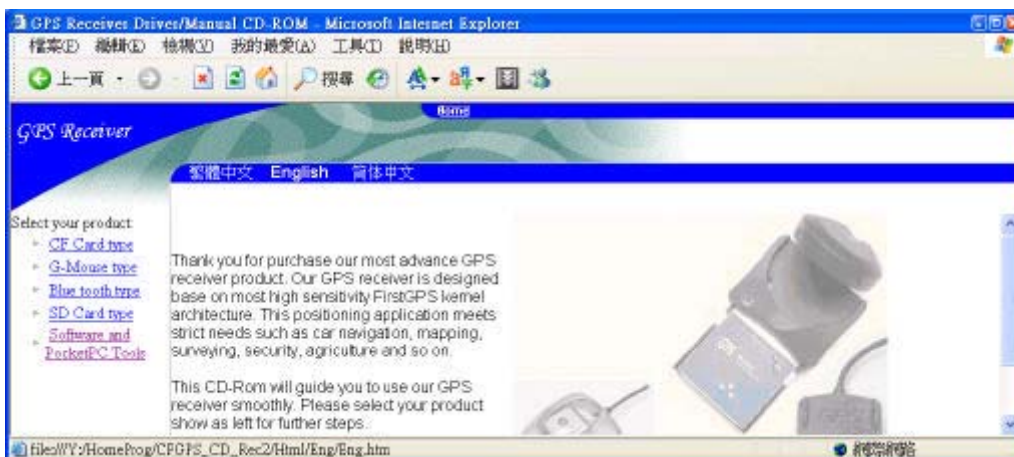 GPS Receiver Driver/Manual CD-ROM - Microsoft Internet Explorer
檔案(F) 編輯(E) 檢視(V) 我的最愛(A) 工具(T) 說明(H)
上一頁 搜尋
Home
GPS Receiver
繁體中文 English 简体中文
Select your product
CF Card type
G-Mouse type
Blue tooth type
SD Card type
Software and
PocketPC Tools
Thank you for purchase our most advance GPS
receiver product. Our GPS receiver is designed
base on most high sensitivity FirstGPS kernel
architecture. This positioning application meets
strict needs such as car navigation, mapping,
surveying, security, agriculture and so on.
This CD-Rom will guide you to use our GPS
receiver smoothly. Please select your product
show as left for further steps.
file:///Y:/HomeProg/CFGPS_CD_Rec2/Html/Eng/Eng.htm